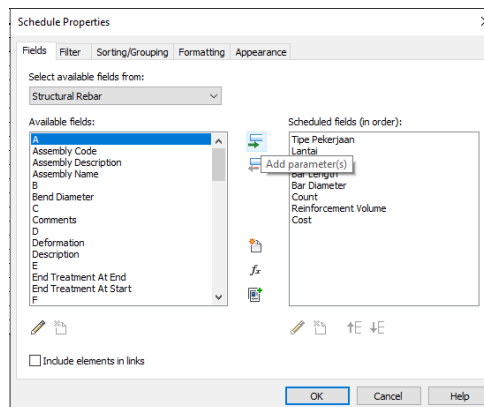 Schedule Properties
Fields
Filter
Sorting/Grouping
Formatting
Appearance
Select available fields from:
Structural Rebar
Available fields:
A
Assembly Code
Assembly Description
Assembly Name
B
Bend Diameter
C
Comments
D
Deformation
Description
E
End Treatment At End
End Treatment At Start
F
Add parameter(s)
fx
Scheduled fields (in order):
Tipe Pekerjaan
Lantai
Bar Length
Bar Diameter
Count
Reinforcement Volume
Cost
Include elements in links
OK
Cancel
Help